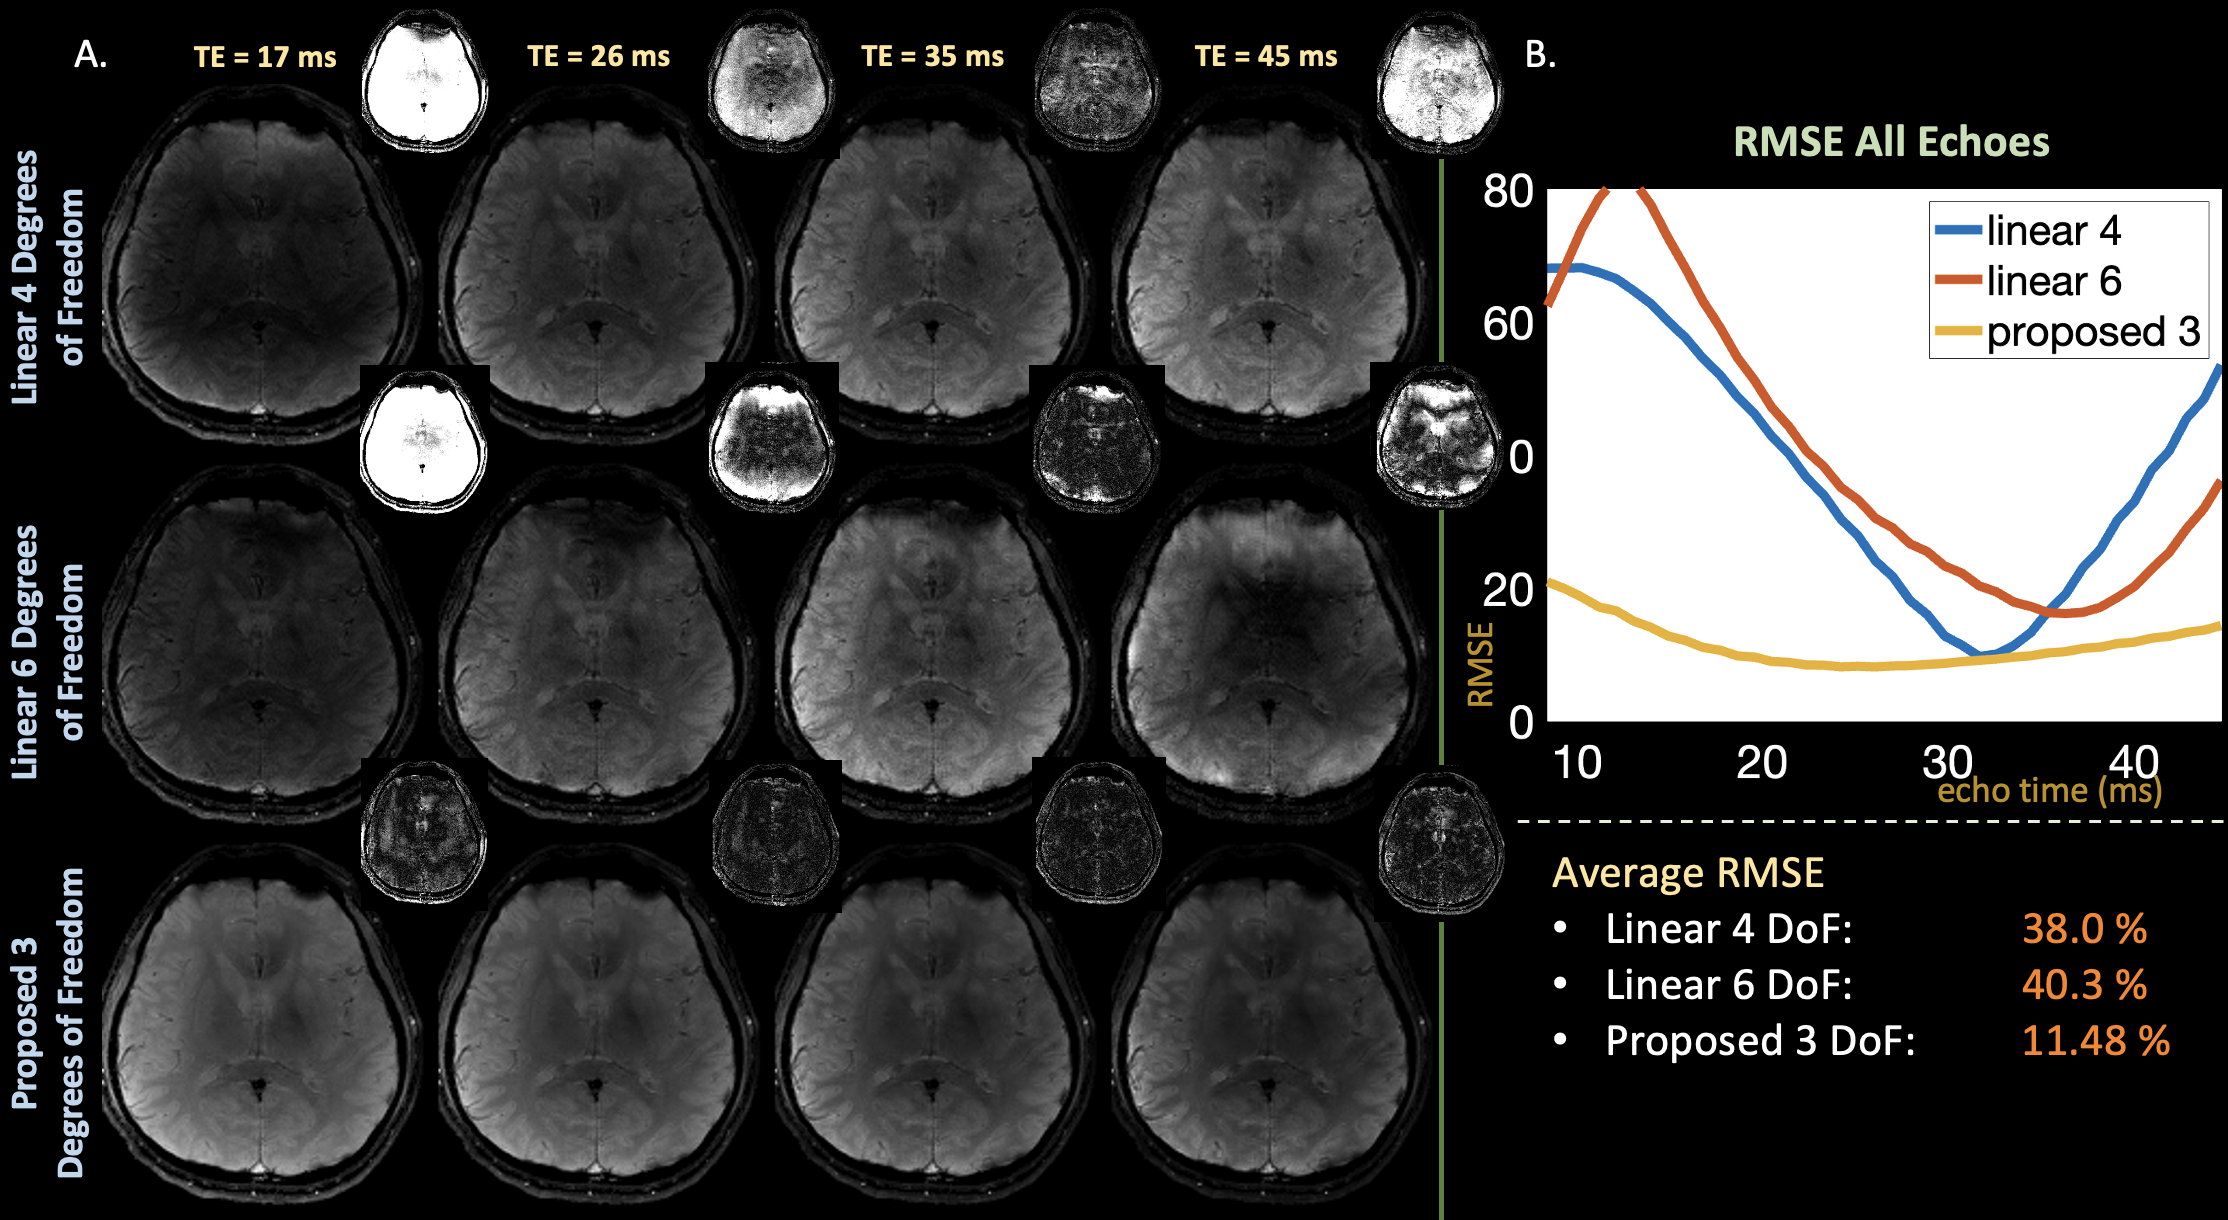 A.
TE = 17 ms
TE = 26 ms
TE = 35 ms
TE = 45 ms
Linear 4 Degrees
of Freedom
Linear 6 Degrees
of Freedom
Proposed 3
Degrees of Freedom
B.
RMSE All Echoes
80
60
0
20
0
RMSE
linear 4
linear 6
proposed 3
10
20
30
40
echo time (ms)
Average RMSE
• Linear 4 DoF: 38.0 %
• Linear 6 DoF: 40.3 %
• Proposed 3 DoF: 11.48 %